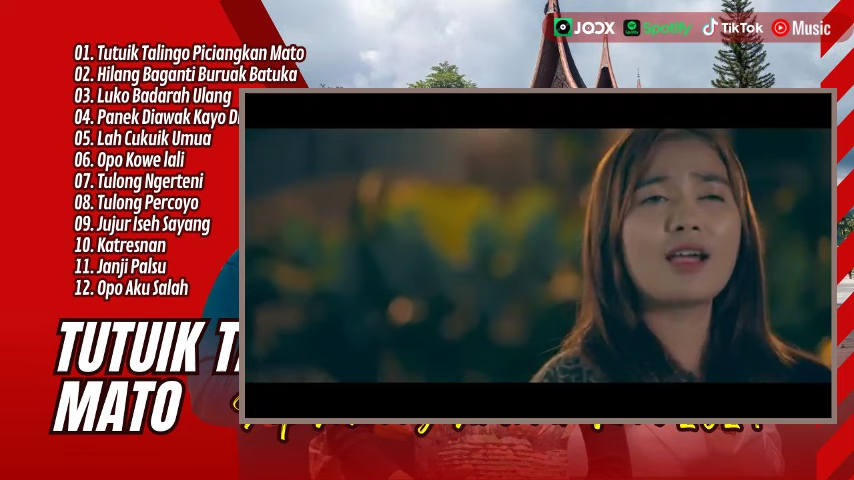 JOOX Spotify TikTok Music
01. Tutuik Talingo Piciangkan Mato
02. Hilang Baganti Buruak Batuka
03. Luko Badarah Ulang
04. Panek Diawak Kayo
05. Lah Cukuik Umua
06. Opo Kowe lali
07. Tulong Ngerteni
08. Tulong Percoyo
09. Jujur Iseh Sayang
10. Katresnan
11. Janji Palsu
12. Opo Aku Salah
TUTUIK
MATO